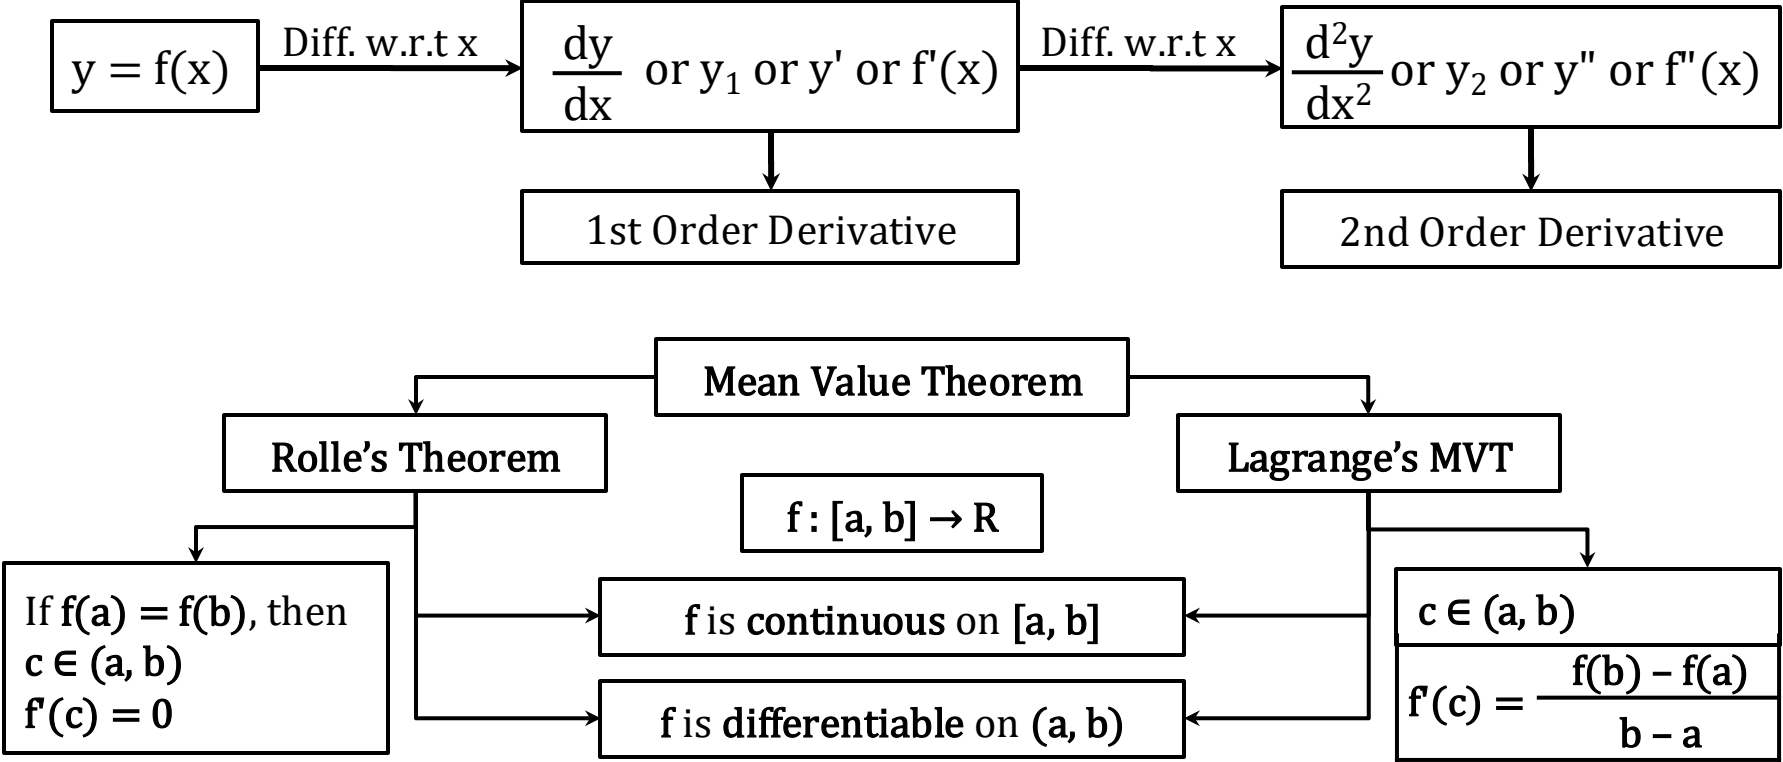 y = f(x)
Diff. w.r.t x
dy/dx or y₁ or y' or f'(x)
Diff. w.r.t x
d²y/dx² or y₂ or y" or f"(x)
1st Order Derivative
2nd Order Derivative
Mean Value Theorem
Rolle’s Theorem
Lagrange’s MVT
f : [a, b] → R
If f(a) = f(b), then
c ∈ (a, b)
f'(c) = 0
f is continuous on [a, b]
f is differentiable on (a, b)
c ∈ (a, b)
f'(c) = f(b) – f(a)
b – a